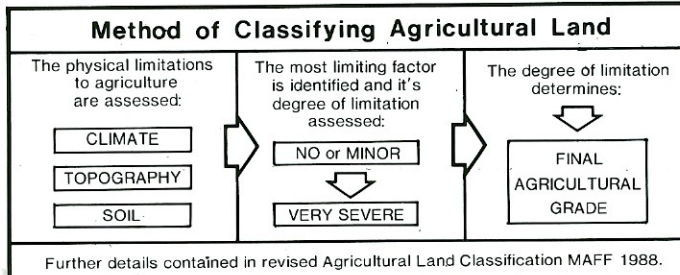 Method of Classifying Agricultural Land
The physical limitations
to agriculture
are assessed:
CLIMATE
TOPOGRAPHY
SOIL
The most limiting factor
is identified and it's
degree of limitation
assessed:
NO or MINOR
VERY SEVERE
The degree of limitation
determines:
FINAL
AGRICULTURAL
GRADE
Further details contained in revised Agricultural Land Classification MAFF 1988.